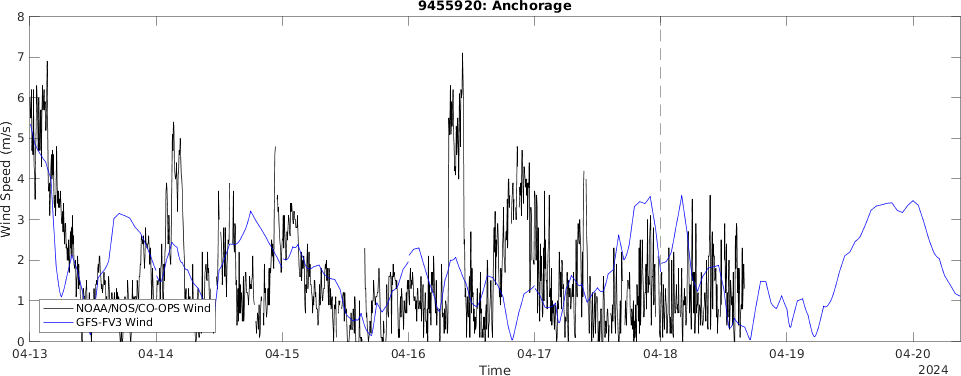 9455920: Anchorage
8
7
6
5
4
3
2
1
0
Wind Speed (m/s)
NOAA/NOS/CO-OPS Wind
GFS-FV3 Wind
04-13 04-14 04-15 04-16 04-17 04-18 04-19 04-20
Time
2024